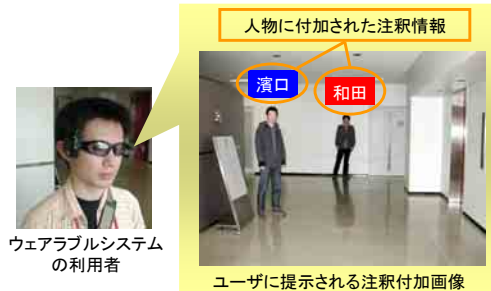 人物に付加された注釈情報
濱口
和田
ウェアラブルシステム
の利用者
ユーザに提示される注釈付加画像